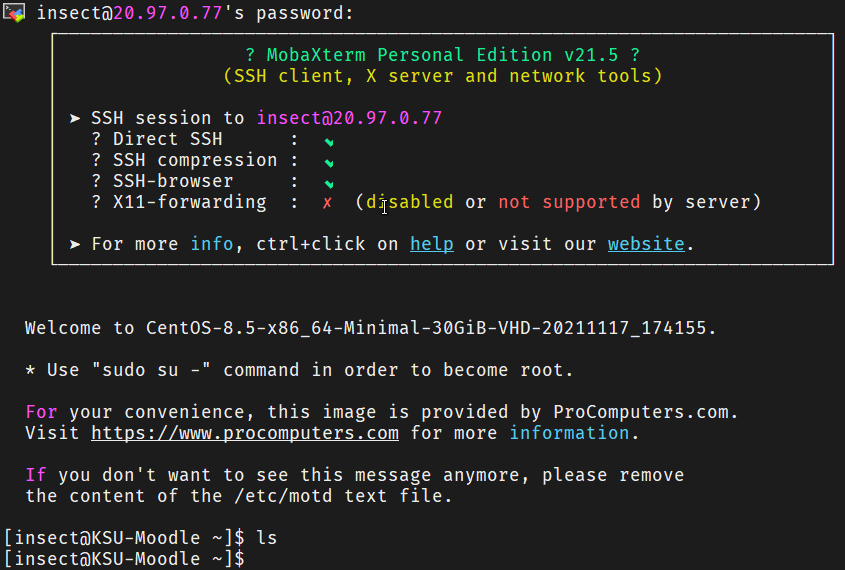 insect@20.97.0.77's password:
? MobaXterm Personal Edition v21.5 ?
(SSH client, X server and network tools)
➤ SSH session to insect@20.97.0.77
? Direct SSH : ✔
? SSH compression : ✔
? SSH-browser : ✔
? X11-forwarding : ✗ (disabled or not supported by server)
➤ For more info, ctrl+click on help or visit our website.
Welcome to CentOS-8.5-x86_64-Minimal-30GiB-VHD-20211117_174155.
* Use "sudo su -" command in order to become root.
For your convenience, this image is provided by ProComputers.com.
Visit https://www.procomputers.com for more information.
If you don't want to see this message anymore, please remove
the content of the /etc/motd text file.
[insect@KSU-Moodle ~]$ ls
[insect@KSU-Moodle ~]$